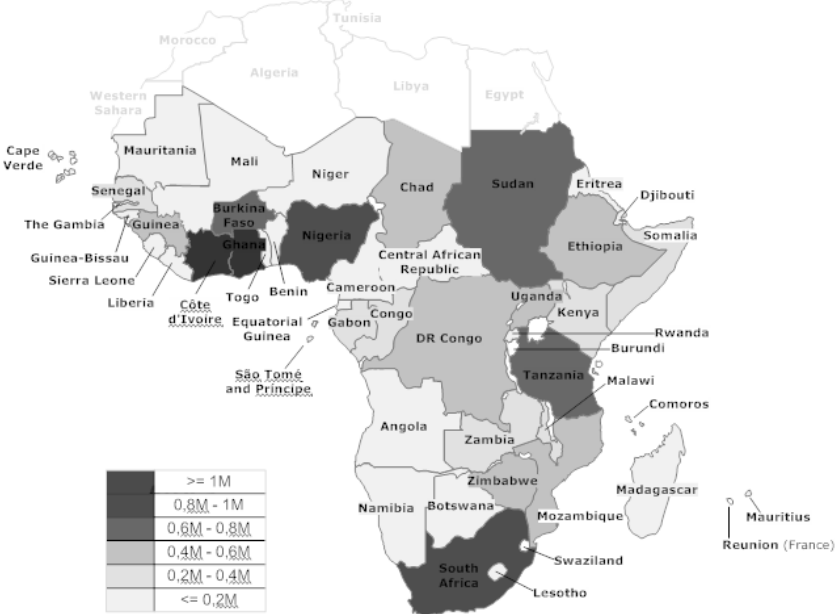 Tunisia
Morocco
Algeria
Libya
Egypt
Western
Sahara
Cape
Verde
Mauritania
Mali
Niger
Chad
Sudan
Eritrea
Djibouti
Senegal
The Gambia
Guinea
Burkina
Faso
Ghana
Nigeria
Ethiopia
Somalia
Guinea-Bissau
Sierra Leone
Liberia
Côte
d'Ivoire
Togo
Benin
Central African
Republic
Cameroon
Equatorial
Guinea
Gabon
Congo
DR Congo
Uganda
Kenya
Rwanda
Burundi
São Tomé
and Príncipe
Tanzania
Malawi
Comoros
Angola
Zambia
Zimbabwe
Mozambique
Madagascar
Namibia
Botswana
Mauritius
Reunion (France)
Swaziland
South
Africa
Lesotho
>= 1M
0,8M - 1M
0,6M - 0,8M
0,4M - 0,6M
0,2M - 0,4M
<= 0,2M